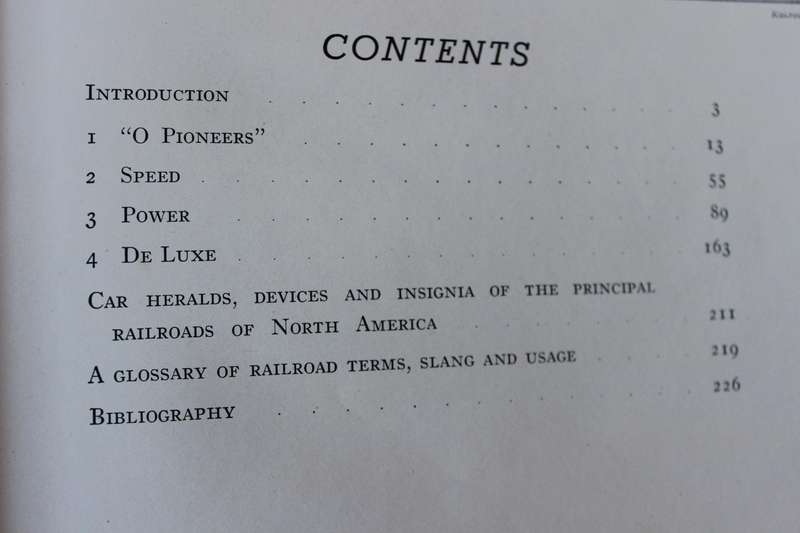 CONTENTS
Introduction . . . . . . . . . . . . . 3
1 “O Pioneers” . . . . . . . . . . . . 13
2 Speed . . . . . . . . . . . . . . . 55
3 Power . . . . . . . . . . . . . . 89
4 De Luxe . . . . . . . . . . . . . . 163
Car heralds, devices and insignia of the principal
railroads of North America . . . . . . . 211
A glossary of railroad terms, slang and usage . . . . 219
Bibliography . . . . . . . . . . . . . 226